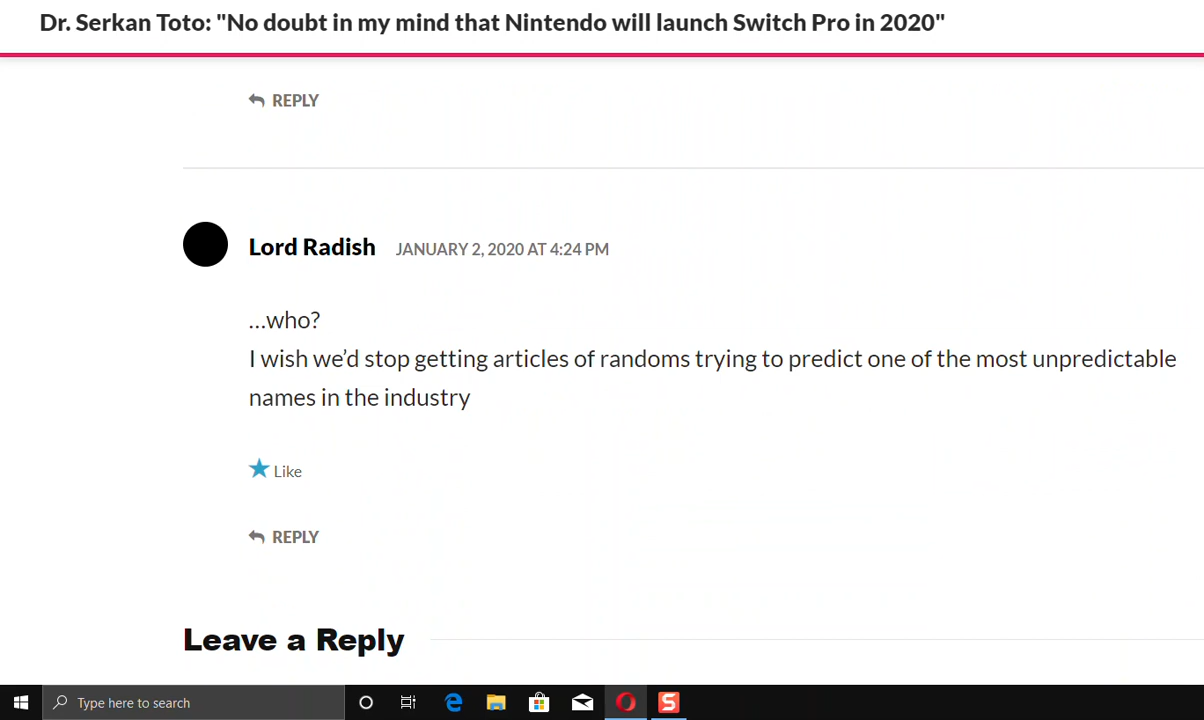 Dr. Serkan Toto: "No doubt in my mind that Nintendo will launch Switch Pro in 2020"
REPLY
Lord Radish JANUARY 2, 2020 AT 4:24 PM
…who?
I wish we’d stop getting articles of randoms trying to predict one of the most unpredictable
names in the industry
Like
REPLY
Leave a Reply
Type here to search